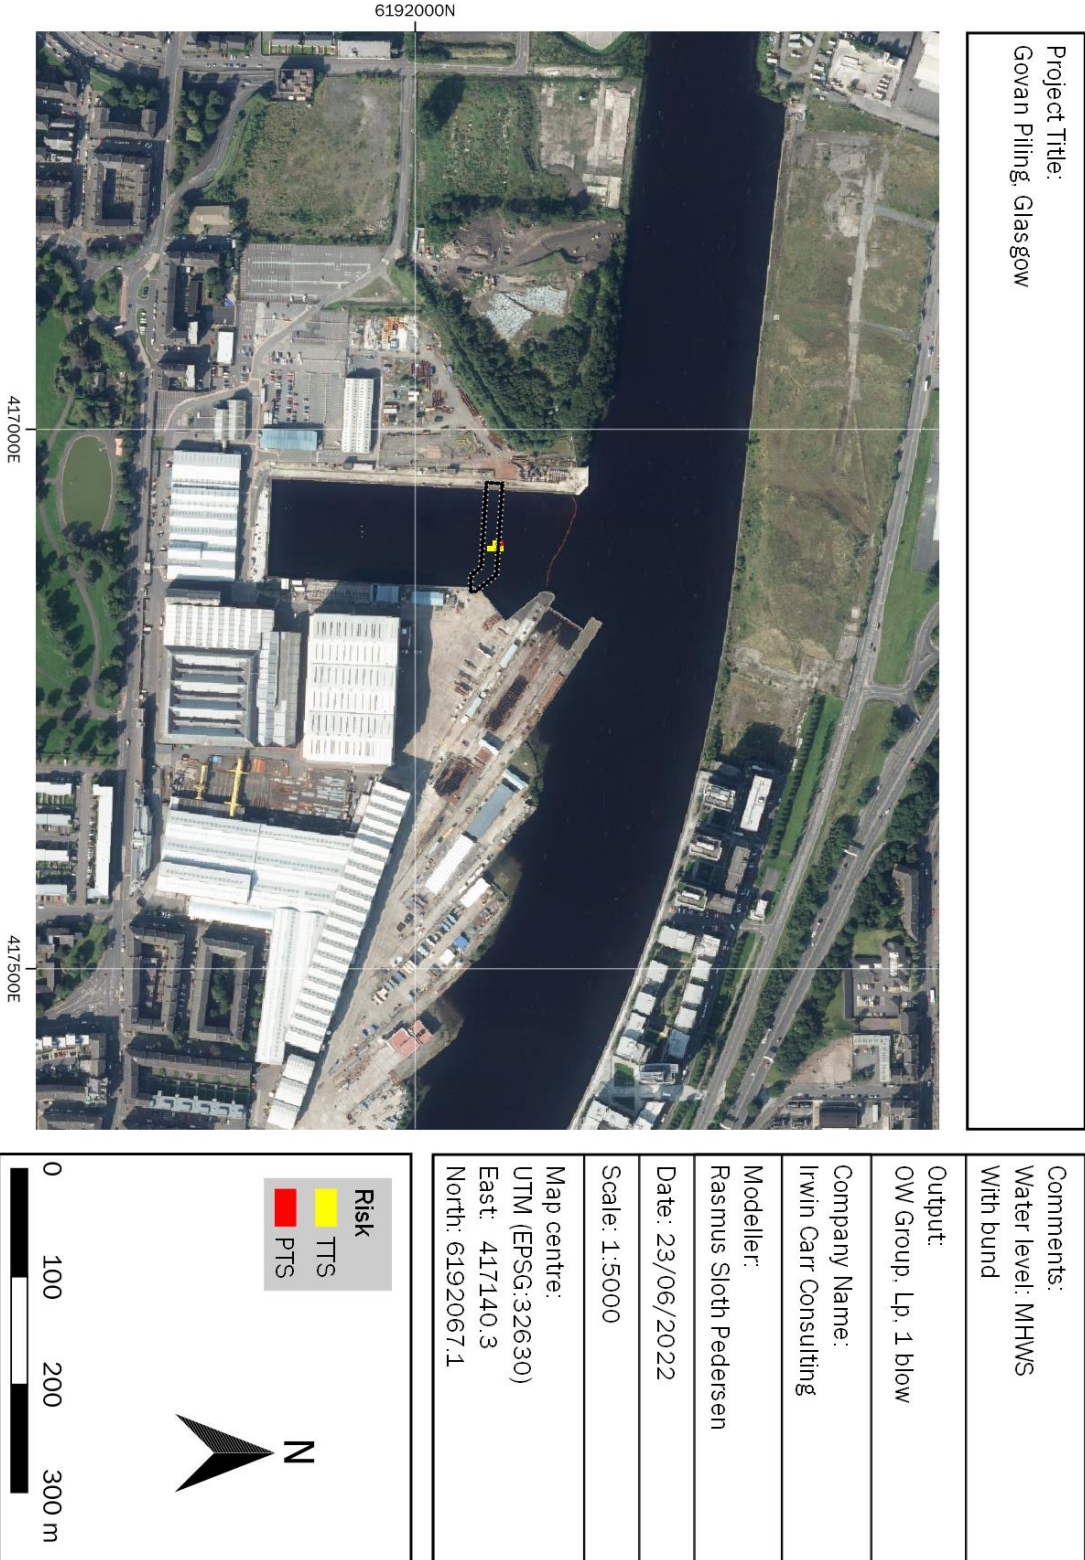 Project Title:
Govan Piling, Glasgow
6192000N
417000E
417500E
Comments:
Water level: MHWS
With bund
Output:
OW Group, Lp, 1 blow
Company Name:
Irwin Carr Consulting
Modeller:
Rasmus Sloth Pedersen
Date: 23/06/2022
Scale: 1:5000
Map centre:
UTM (EPSG:32630)
East: 417140.3
North: 6192067.1
Risk
TTS
PTS
N
0 100 200 300 m